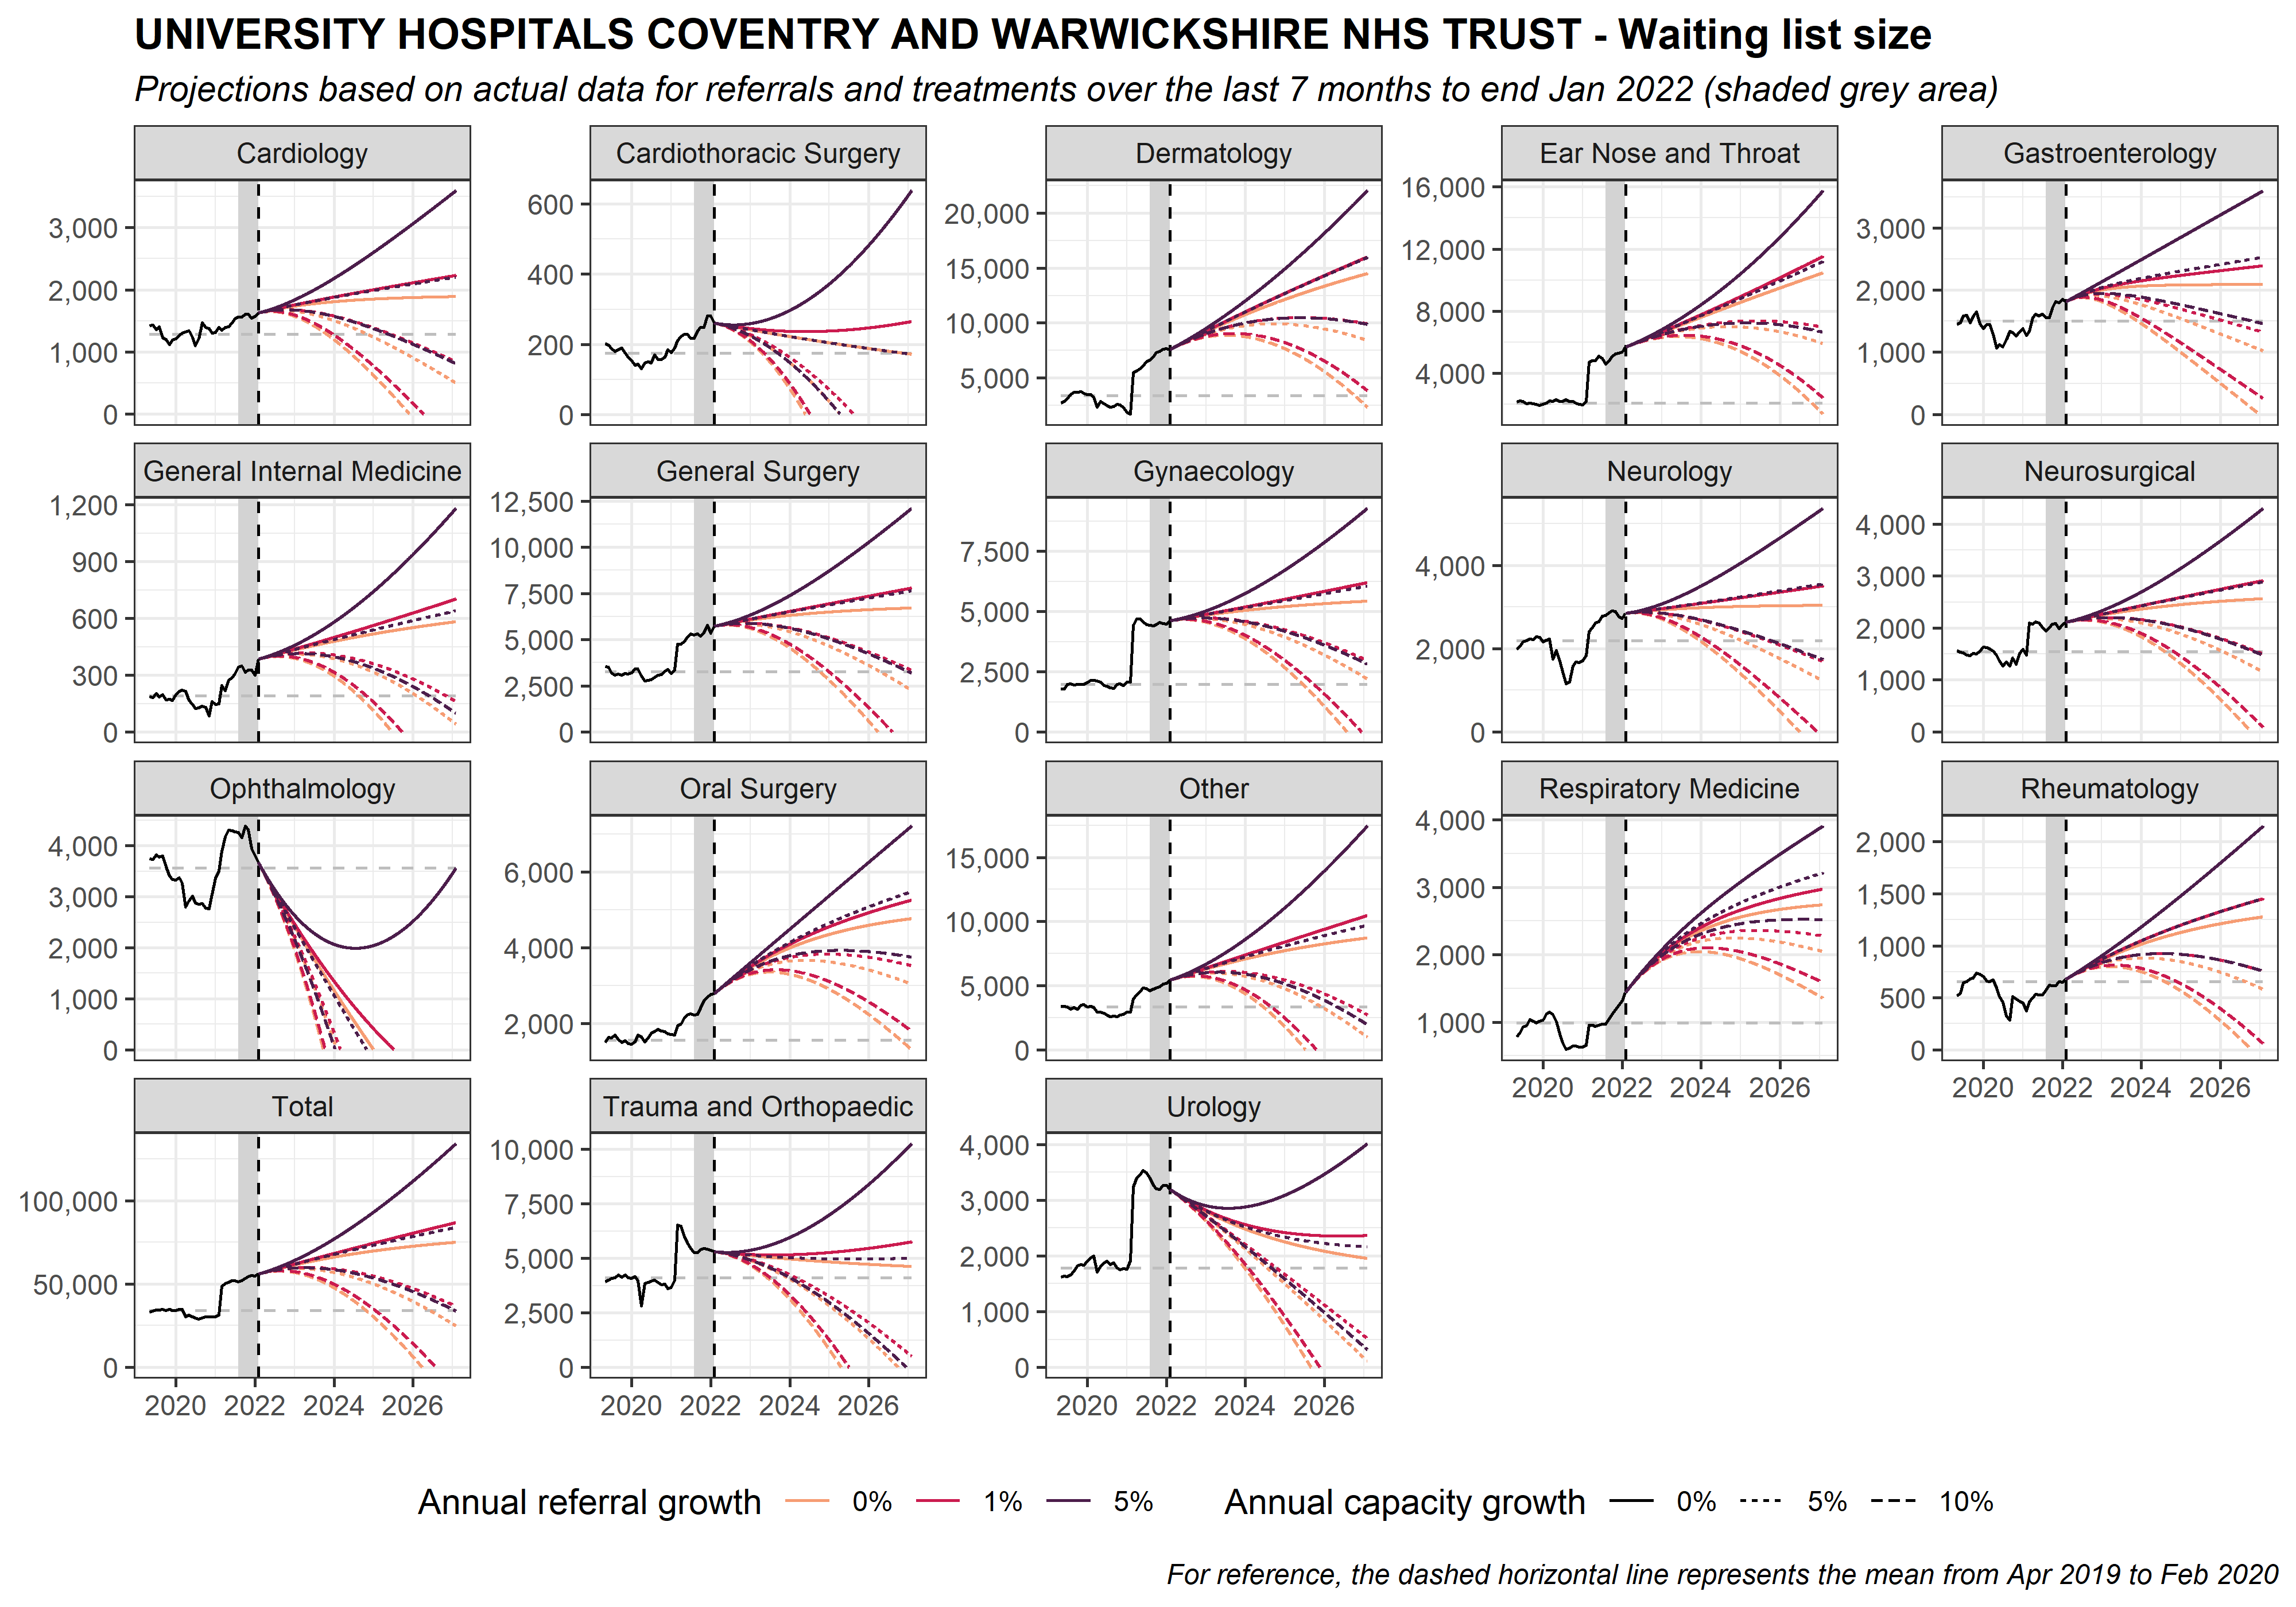 UNIVERSITY HOSPITALS COVENTRY AND WARWICKSHIRE NHS TRUST - Waiting list size
Projections based on actual data for referrals and treatments over the last 7 months to end Jan 2022 (shaded grey area)
Cardiology
3,000
2,000
1,000
0
Cardiothoracic Surgery
600
400
200
0
Dermatology
20,000
15,000
10,000
5,000
Ear Nose and Throat
16,000
12,000
8,000
4,000
Gastroenterology
3,000
2,000
1,000
0
General Internal Medicine
1,200
900
600
300
0
General Surgery
12,500
10,000
7,500
5,000
2,500
0
Gynaecology
7,500
5,000
2,500
0
Neurology
4,000
2,000
0
Neurosurgical
4,000
3,000
2,000
1,000
0
Ophthalmology
4,000
3,000
2,000
1,000
0
Oral Surgery
6,000
4,000
2,000
Other
15,000
10,000
5,000
0
Respiratory Medicine
4,000
3,000
2,000
1,000
2020 2022 2024 2026
Rheumatology
2,000
1,500
1,000
500
0
2020 2022 2024 2026
Total
100,000
50,000
0
2020 2022 2024 2026
Trauma and Orthopaedic
10,000
7,500
5,000
2,500
0
2020 2022 2024 2026
Urology
4,000
3,000
2,000
1,000
0
2020 2022 2024 2026
Annual referral growth 0% 1% 5% Annual capacity growth 0% 5% 10%
For reference, the dashed horizontal line represents the mean from Apr 2019 to Feb 2020